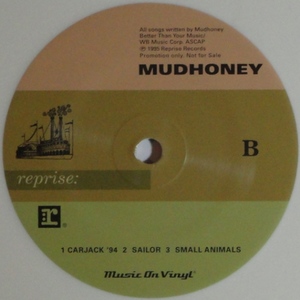 All songs written by Mudhoney
Better Than Your Music/
WB Music Corp. ASCAP
℗ 1995 Reprise Records
Promotion only. Not for Sale
MUDHONEY
B
reprise:
r
1 CARJACK '94 2 SAILOR 3 SMALL ANIMALS
Music On Vinyl